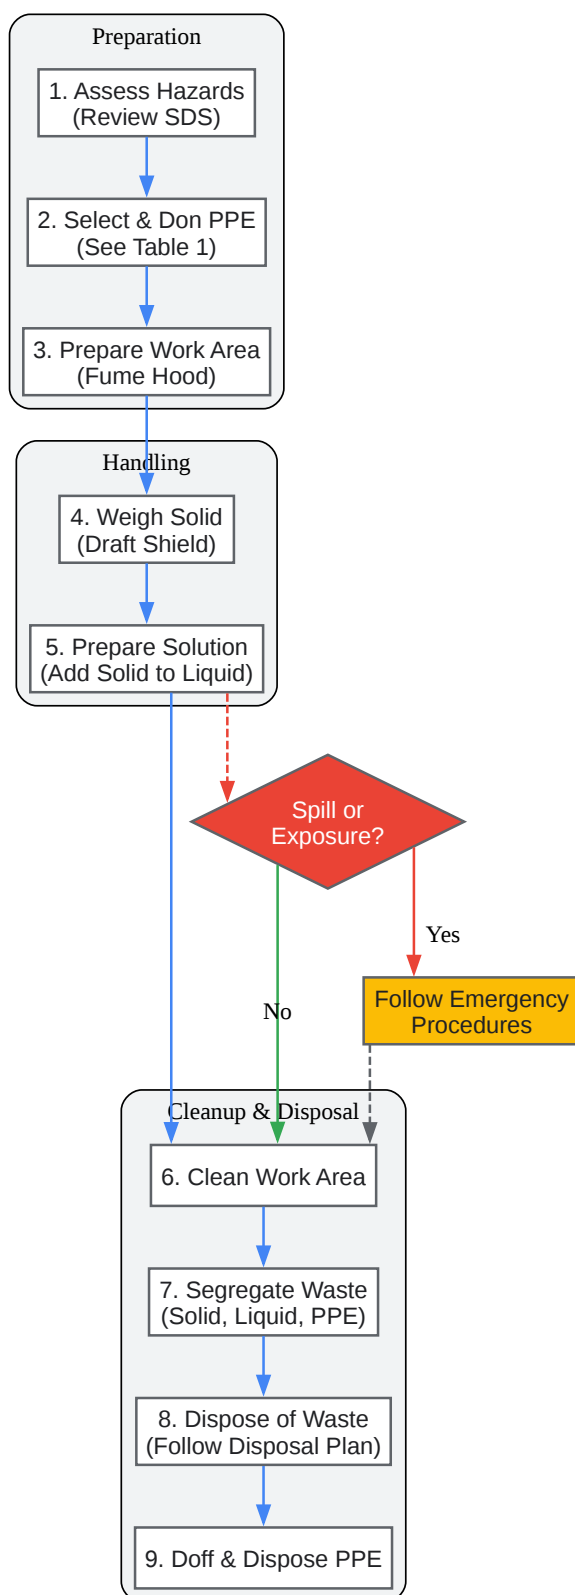 Preparation
1. Assess Hazards
(Review SDS)
2. Select & Don PPE
(See Table 1)
3. Prepare Work Area
(Fume Hood)
Handling
4. Weigh Solid
(Draft Shield)
5. Prepare Solution
(Add Solid to Liquid)
Spill or
Exposure?
Yes
Follow Emergency
Procedures
No
Cleanup & Disposal
6. Clean Work Area
7. Segregate Waste
(Solid, Liquid, PPE)
8. Dispose of Waste
(Follow Disposal Plan)
9. Doff & Dispose PPE